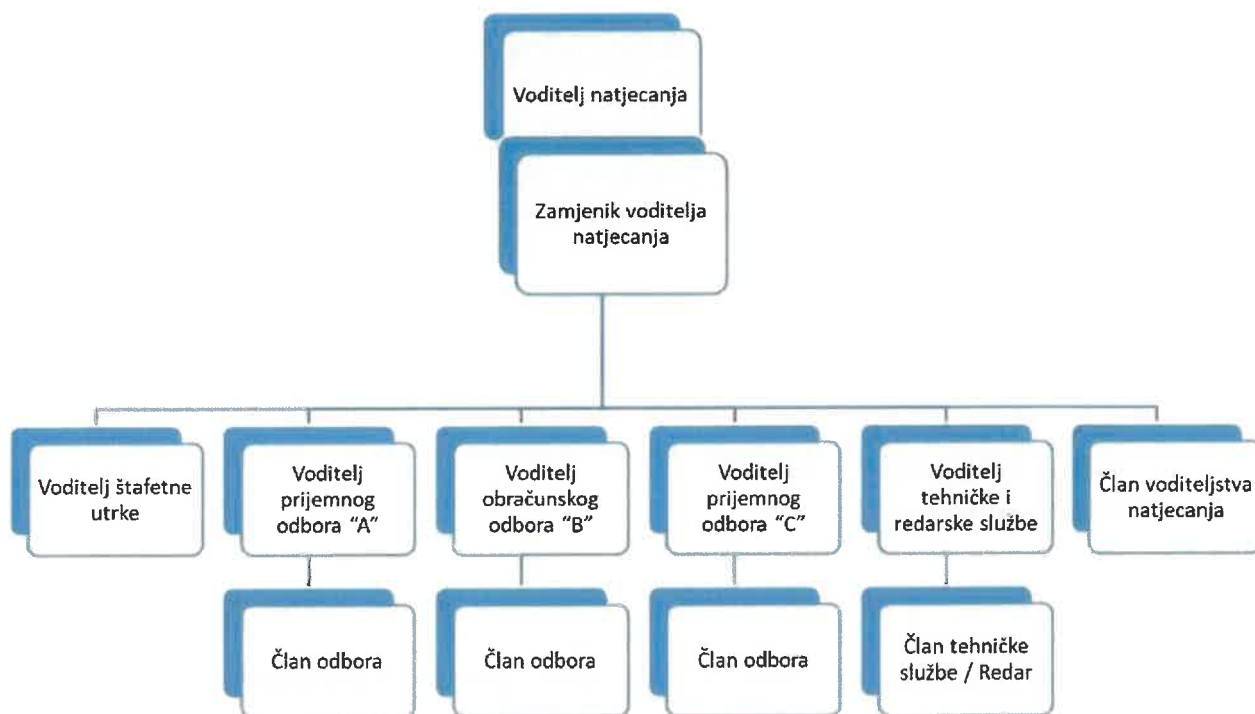 Voditelj natjecanja
Zamjenik voditelja
natjecanja
Voditelj štafetne
utrke
Voditelj
prijemnog
odbora “A”
Voditelj
obračunskog
odbora “B”
Voditelj
prijemnog
odbora “C”
Voditelj
tehničke i
redarske službe
Član voditeljstva
natjecanja
Član odbora
Član odbora
Član odbora
Član tehničke
službe / Redar